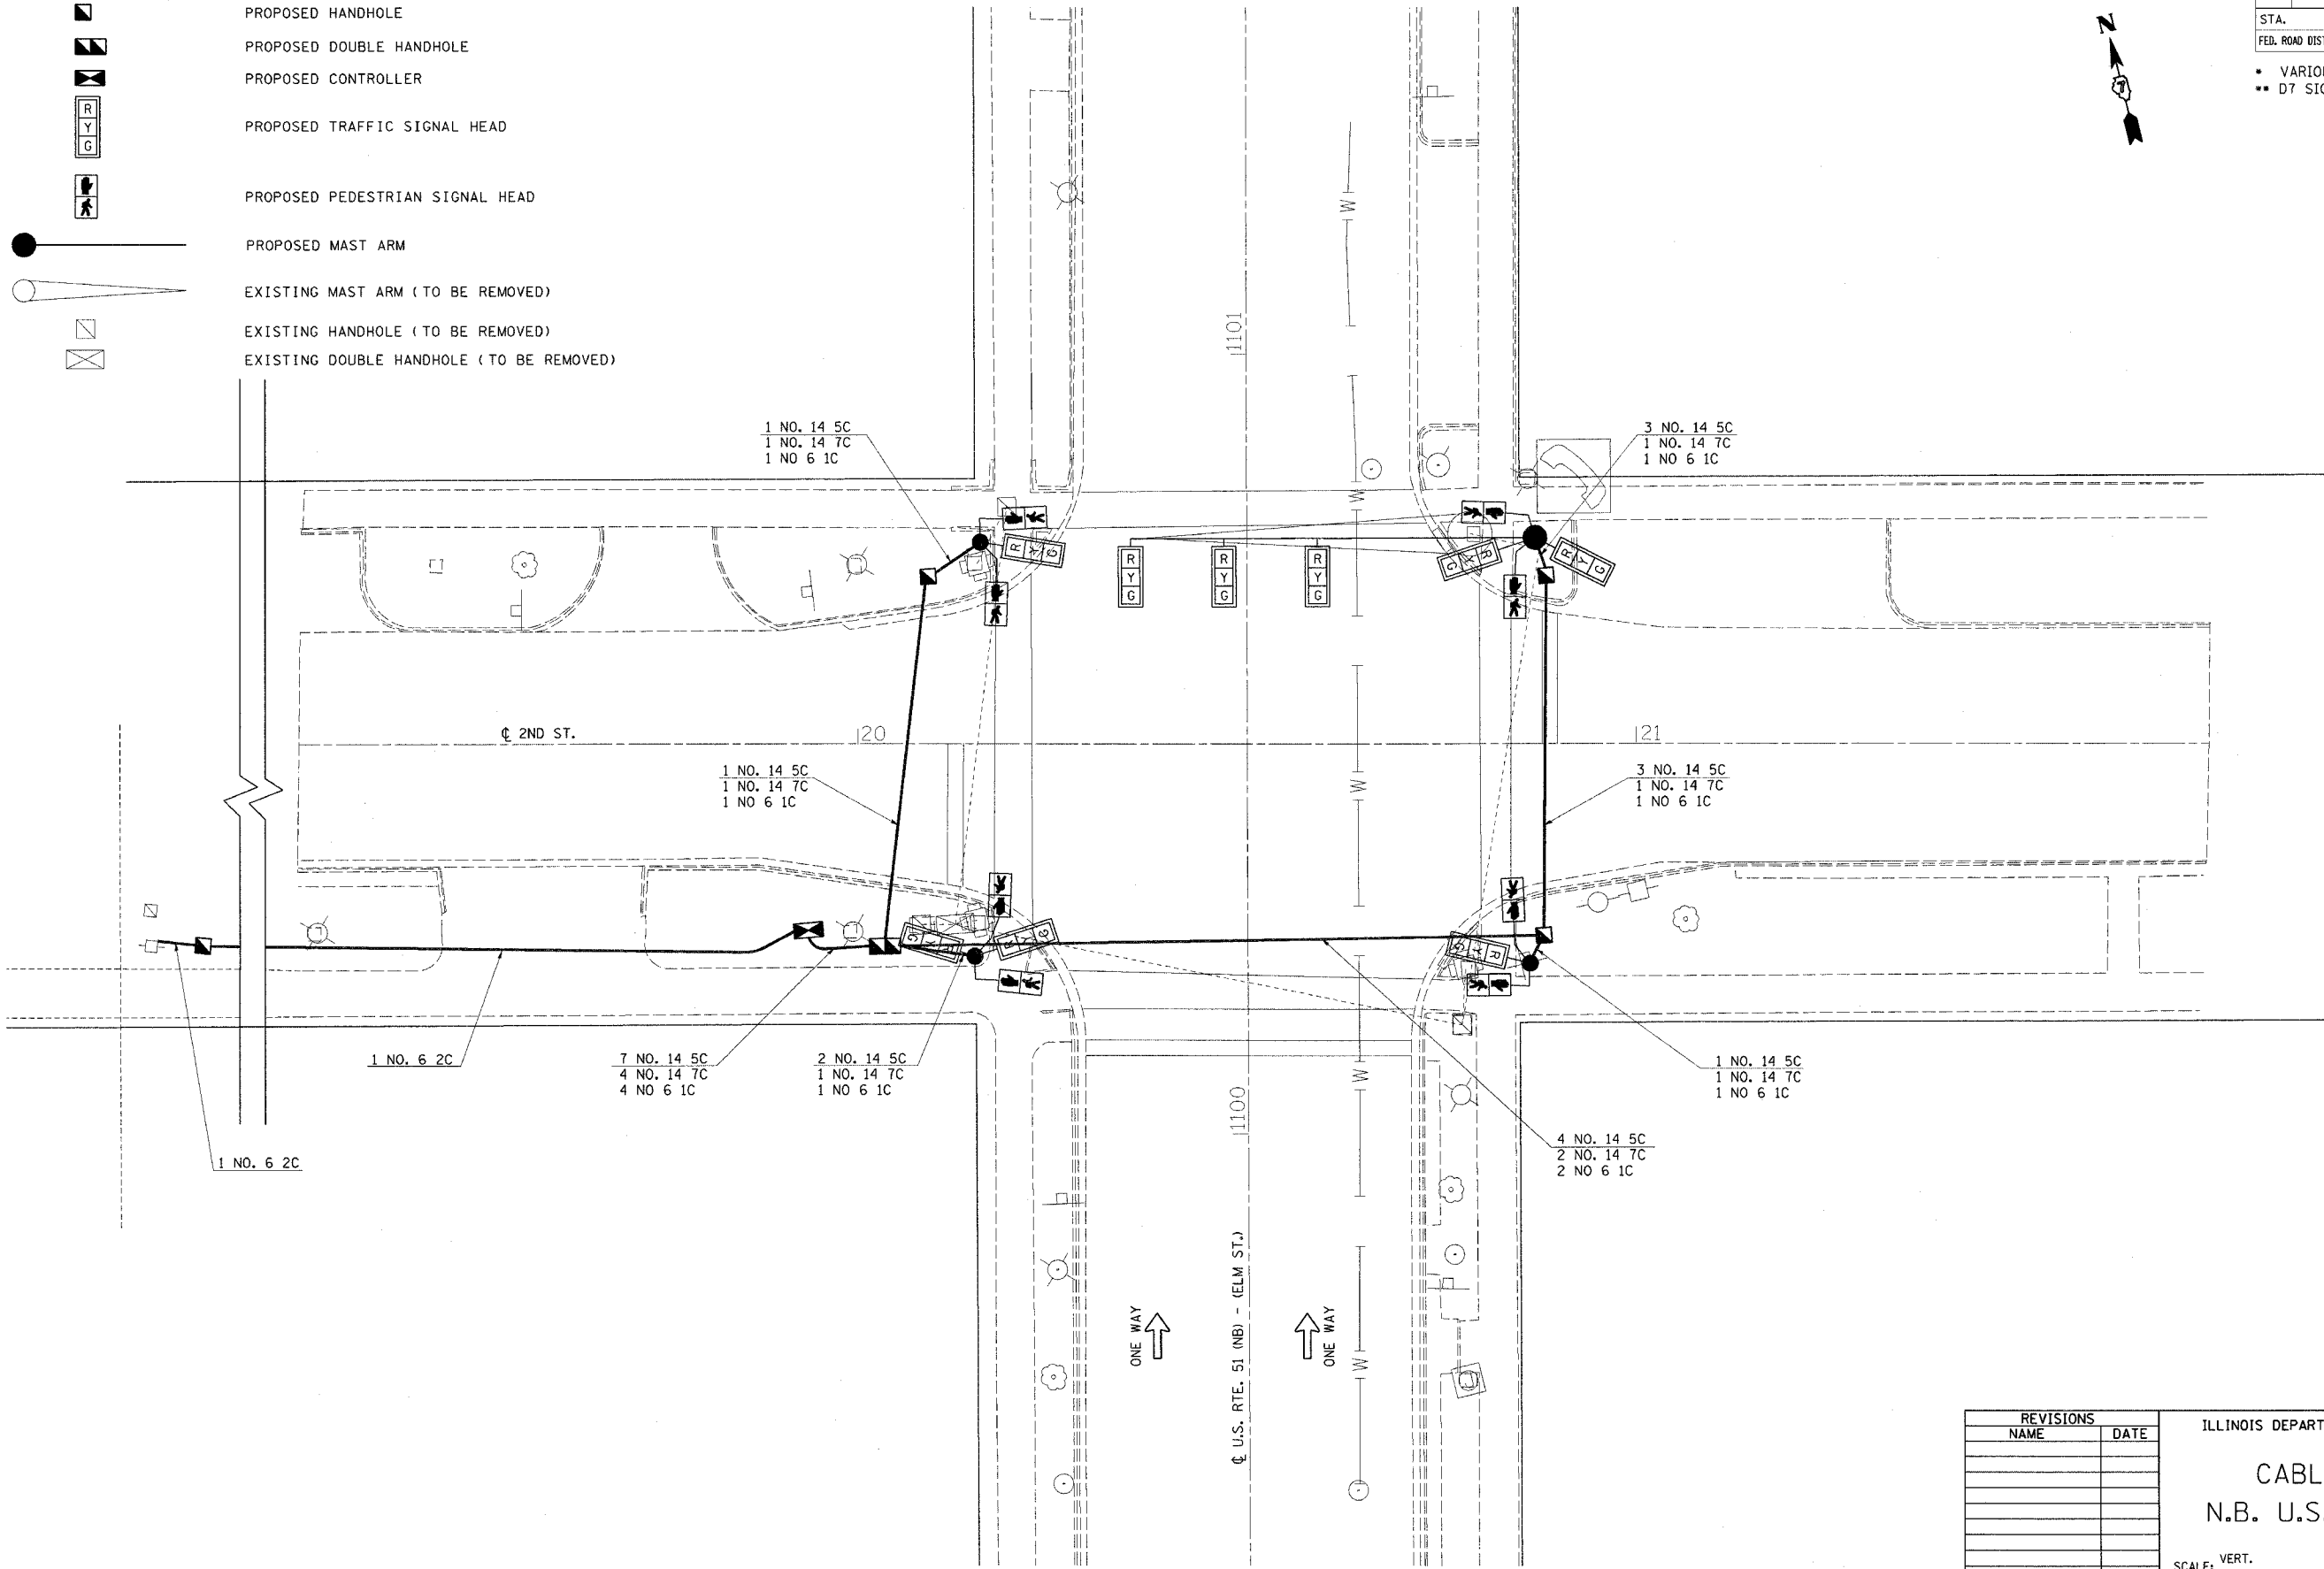 PROPOSED HANDHOLE
PROPOSED DOUBLE HANDHOLE
PROPOSED CONTROLLER
R
Y
G
PROPOSED TRAFFIC SIGNAL HEAD
PROPOSED PEDESTRIAN SIGNAL HEAD
PROPOSED MAST ARM
EXISTING MAST ARM (TO BE REMOVED)
EXISTING HANDHOLE (TO BE REMOVED)
EXISTING DOUBLE HANDHOLE (TO BE REMOVED)
N
7
STA.
FED. ROAD DIST
* VARIO
** D7 SIG
W
1101
1 NO. 14 5C
1 NO. 14 7C
1 NO 6 1C
3 NO. 14 5C
1 NO. 14 7C
1 NO 6 1C
W
R Y G
R
Y
G
R
Y
G
R
Y
G
R Y G
R Y G
℄ 2ND ST.
20
21
1 NO. 14 5C
1 NO. 14 7C
1 NO 6 1C
W
3 NO. 14 5C
1 NO. 14 7C
1 NO 6 1C
L
L
R Y G
R Y G
R Y G
1 NO. 6 2C
7 NO. 14 5C
4 NO. 14 7C
4 NO 6 1C
2 NO. 14 5C
1 NO. 14 7C
1 NO 6 1C
W
1 NO. 14 5C
1 NO. 14 7C
1 NO 6 1C
1100
1 NO. 6 2C
4 NO. 14 5C
2 NO. 14 7C
2 NO 6 1C
ONE WAY
℄ U.S. RTE. 51 (NB) - (ELM ST.)
ONE WAY
W
REVISIONS
NAME DATE
ILLINOIS DEPART
CABL
N.B. U.S
SCALE: VERT.